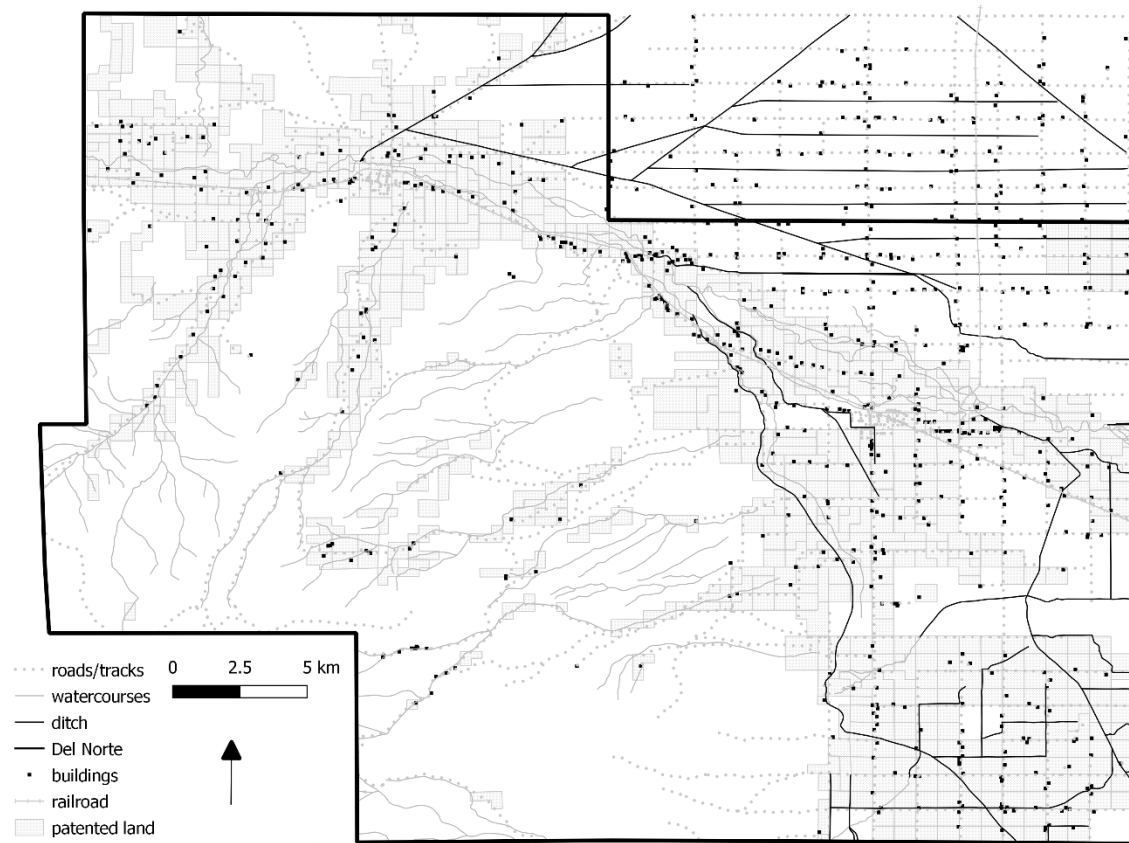 roads/tracks
watercourses
ditch
Del Norte
buildings
railroad
patented land
0 2.5 5 km